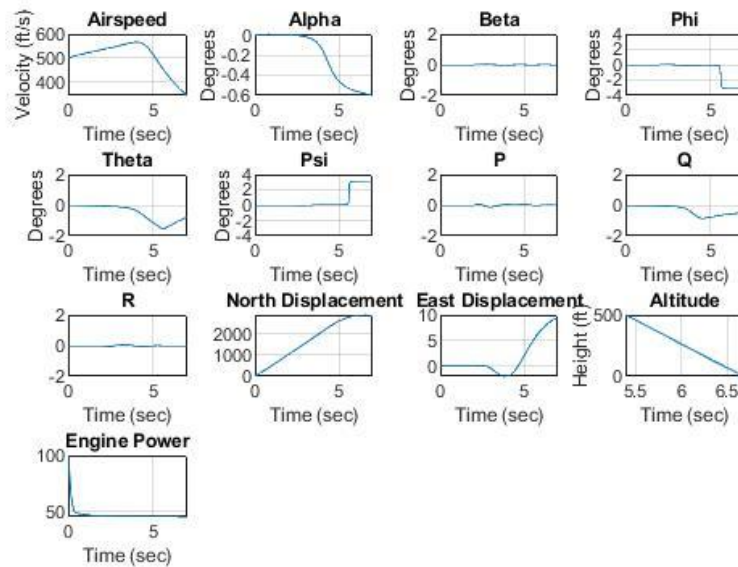 Airspeed
Velocity (ft/s)
600
500
400
0
5
Time (sec)
Alpha
Degrees
0
-0.2
-0.4
-0.6
0
5
Time (sec)
Beta
Degrees
2
0
-2
0
5
Time (sec)
Phi
Degrees
4
2
0
-2
-4
0
5
Time (sec)
Theta
Degrees
2
0
-2
0
5
Time (sec)
Psi
Degrees
4
2
0
-2
-4
0
5
Time (sec)
P
Degrees
2
0
-2
0
5
Time (sec)
Q
Degrees
2
0
-2
0
5
Time (sec)
R
2
0
-2
0
5
Time (sec)
North Displacement
2000
1000
0
0
5
Time (sec)
East Displacement
10
5
0
0
5
Time (sec)
Altitude
Height (ft)
500
0
5.5
6
6.5
Time (sec)
Engine Power
100
50
0
5
Time (sec)